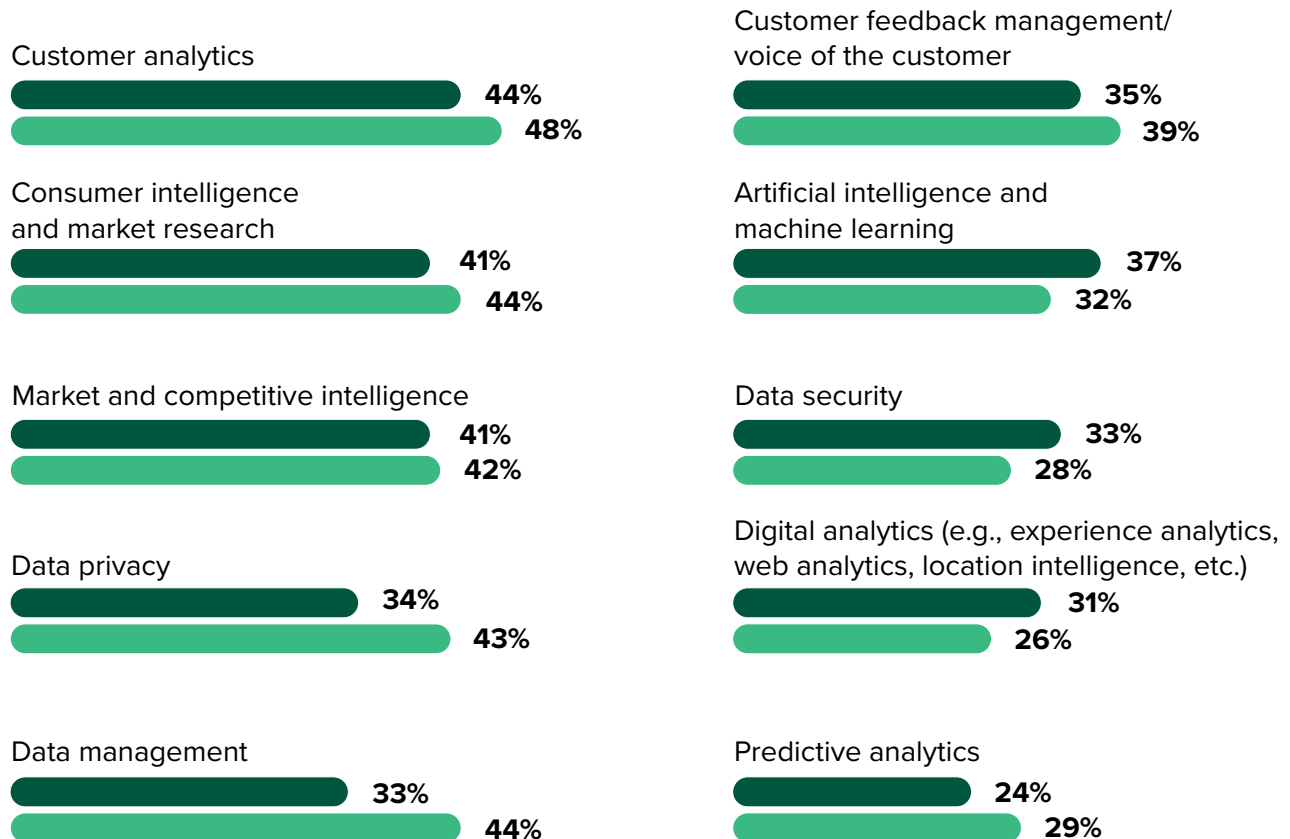 Customer analytics
44%
48%
Consumer intelligence
and market research
41%
44%
Market and competitive intelligence
41%
42%
Data privacy
34%
43%
Data management
33%
44%
Customer feedback management/
voice of the customer
35%
39%
Artificial intelligence and
machine learning
37%
32%
Data security
33%
28%
Digital analytics (e.g., experience analytics,
web analytics, location intelligence, etc.)
31%
26%
Predictive analytics
24%
29%